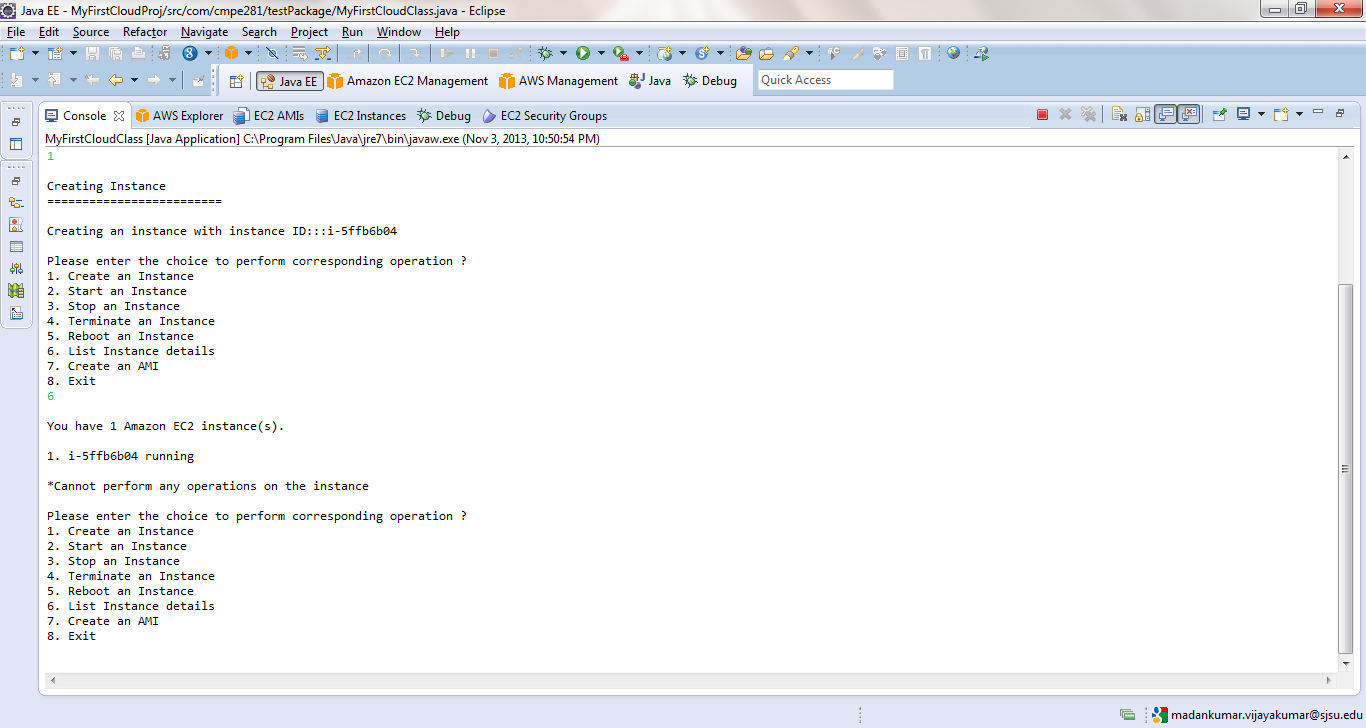 Java EE - MyFirstCloudProj/src/com/cmpe281/testPackage/MyFirstCloudClass.java - Eclipse
File Edit Source Refactor Navigate Search Project Run Window Help
Java EE Amazon EC2 Management AWS Management Java Debug Quick Access
Console AWS Explorer EC2 AMIs EC2 Instances Debug EC2 Security Groups
MyFirstCloudClass [Java Application] C:\Program Files\Java\jre7\bin\javaw.exe (Nov 3, 2013, 10:50:54 PM)
1
Creating Instance
=========================
Creating an instance with instance ID:::i-5ffb6b04
Please enter the choice to perform corresponding operation ?
1. Create an Instance
2. Start an Instance
3. Stop an Instance
4. Terminate an Instance
5. Reboot an Instance
6. List Instance details
7. Create an AMI
8. Exit
6
You have 1 Amazon EC2 instance(s).
1. i-5ffb6b04 running
*Cannot perform any operations on the instance
Please enter the choice to perform corresponding operation ?
1. Create an Instance
2. Start an Instance
3. Stop an Instance
4. Terminate an Instance
5. Reboot an Instance
6. List Instance details
7. Create an AMI
8. Exit
madankumar.vijayakumar@sjsu.edu